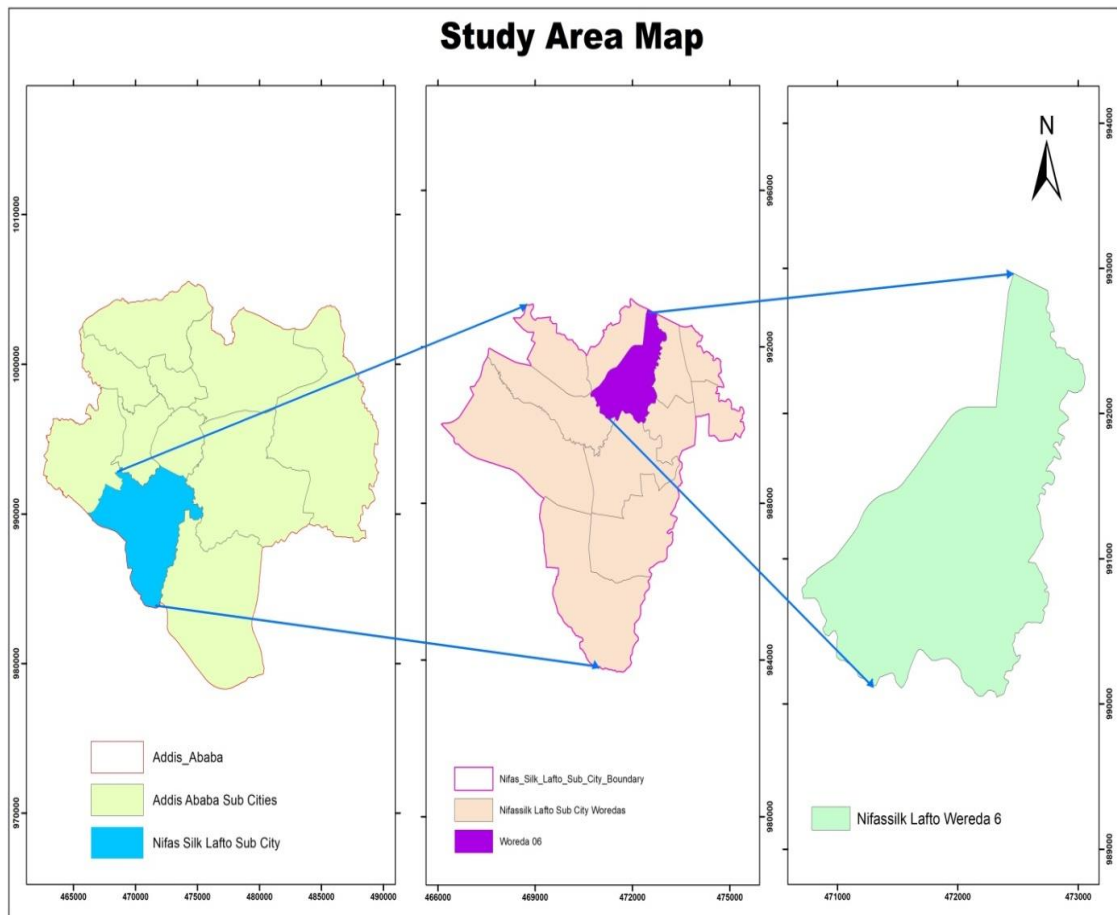 Study Area Map
N
1010000
1000000
990000
980000
970000
465000 470000 475000 480000 485000 490000
Addis_Ababa
Addis Ababa Sub Cities
Nifas Silk Lafto Sub City
996000
992000
988000
984000
980000
466000 469000 472000 475000
Nifas_Silk_Lafto_Sub_City_Boundary
Nifassilk Lafto Sub City Woredas
Woreda 06
994000
993000
992000
991000
990000
989000
471000 472000 473000
Nifassilk Lafto Wereda 6